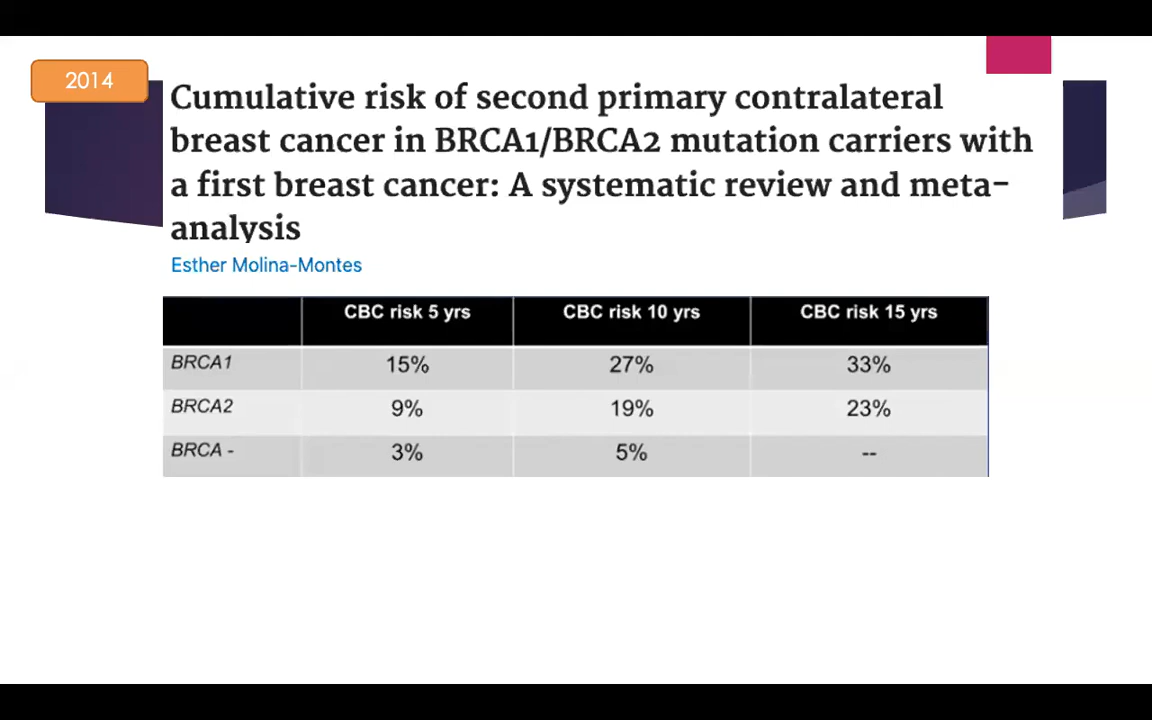 2014
Cumulative risk of second primary contralateral
breast cancer in BRCA1/BRCA2 mutation carriers with
a first breast cancer: A systematic review and meta-
analysis
Esther Molina-Montes
CBC risk 5 yrs CBC risk 10 yrs CBC risk 15 yrs
BRCA1 15% 27% 33%
BRCA2 9% 19% 23%
BRCA - 3% 5% --